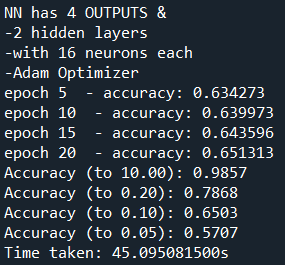 NN has 4 OUTPUTS &
-2 hidden layers
-with 16 neurons each
-Adam Optimizer
epoch 5  - accuracy: 0.634273
epoch 10  - accuracy: 0.639973
epoch 15  - accuracy: 0.643596
epoch 20  - accuracy: 0.651313
Accuracy (to 10.00): 0.9857
Accuracy (to 0.20): 0.7868
Accuracy (to 0.10): 0.6503
Accuracy (to 0.05): 0.5707
Time taken: 45.095081500s